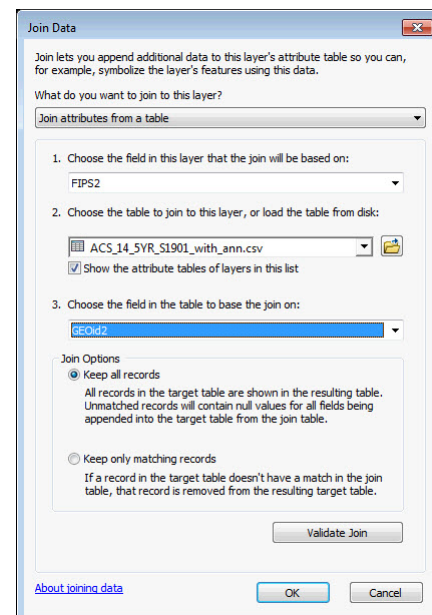 Join Data
Join lets you append additional data to this layer's attribute table so you can,
for example, symbolize the layer's features using this data.
What do you want to join to this layer?
Join attributes from a table
1. Choose the field in this layer that the join will be based on:
FIPS2
2. Choose the table to join to this layer, or load the table from disk:
ACS_14_5YR_S1901_with_ann.csv
Show the attribute tables of layers in this list
3. Choose the field in the table to base the join on:
GEOid2
Join Options
Keep all records
All records in the target table are shown in the resulting table.
Unmatched records will contain null values for all fields being
appended into the target table from the join table.
Keep only matching records
If a record in the target table doesn't have a match in the join
table, that record is removed from the resulting target table.
Validate Join
About joining data
OK
Cancel